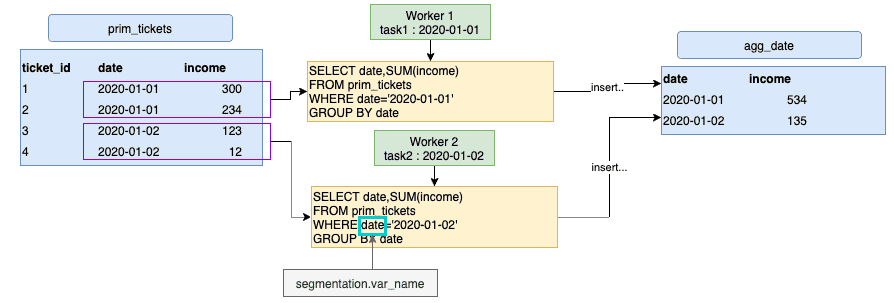 prim_tickets
ticket_id date income
1 2020-01-01 300
2 2020-01-01 234
3 2020-01-02 123
4 2020-01-02 12
Worker 1
task1 : 2020-01-01
SELECT date,SUM(income)
FROM prim_tickets
WHERE date='2020-01-01'
GROUP BY date
Worker 2
task2 : 2020-01-02
SELECT date,SUM(income)
FROM prim_tickets
WHERE date='2020-01-02'
GROUP BY date
segmentation.var_name
insert..
insert...
agg_date
date income
2020-01-01 534
2020-01-02 135